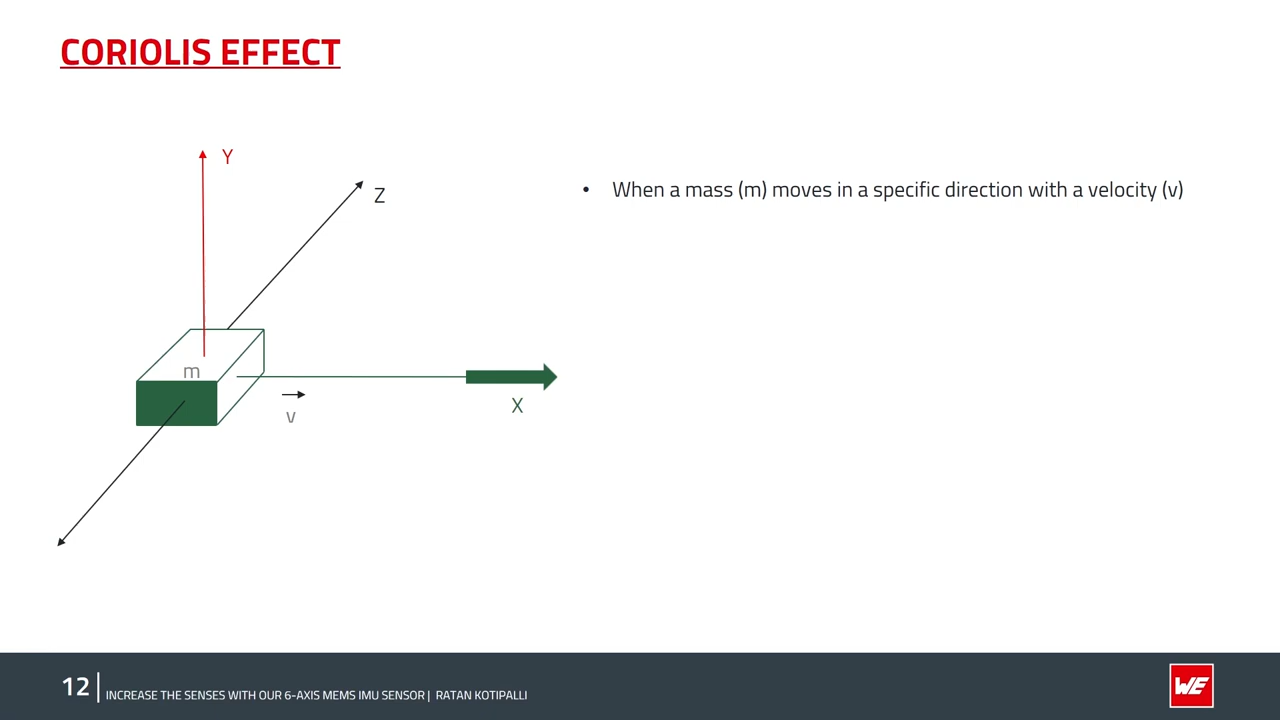 CORIOLIS EFFECT
Y
Z
• When a mass (m) moves in a specific direction with a velocity (v)
m
v
X
12
INCREASE THE SENSES WITH OUR 6-AXIS MEMS IMU SENSOR | RATAN KOTIPALLI
WE